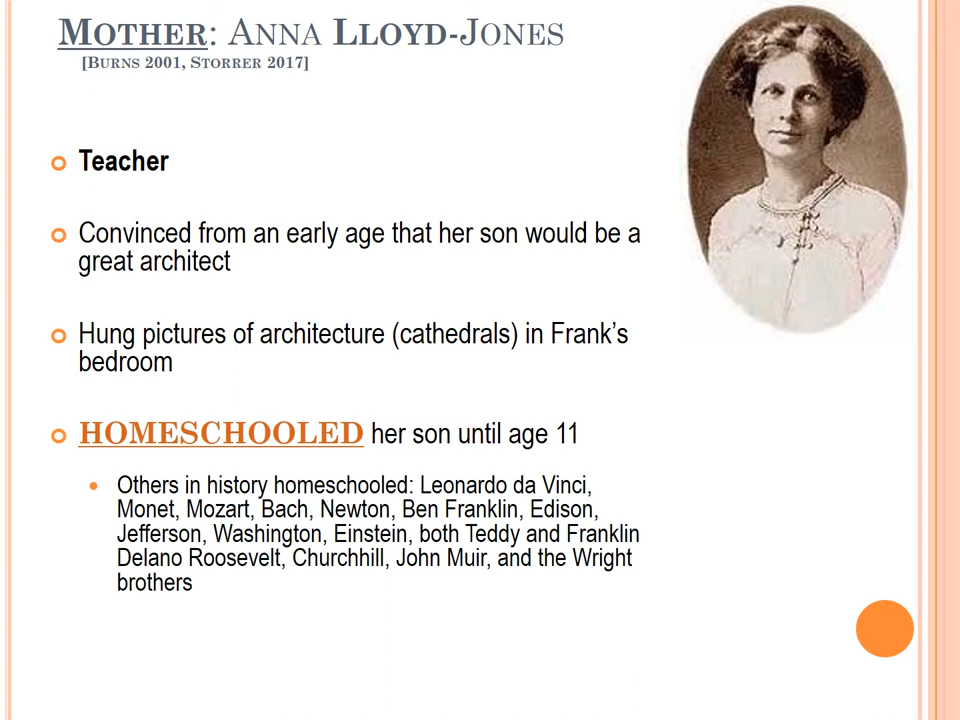 MOTHER: ANNA LLOYD-JONES
[BURNS 2001, STORRER 2017]
Teacher
Convinced from an early age that her son would be a
great architect
Hung pictures of architecture (cathedrals) in Frank's
bedroom
HOMESCHOOLED her son until age 11
Others in history homeschooled: Leonardo da Vinci,
Monet, Mozart, Bach, Newton, Ben Franklin, Edison,
Jefferson, Washington, Einstein, both Teddy and Franklin
Delano Roosevelt, Churchhill, John Muir, and the Wright
brothers